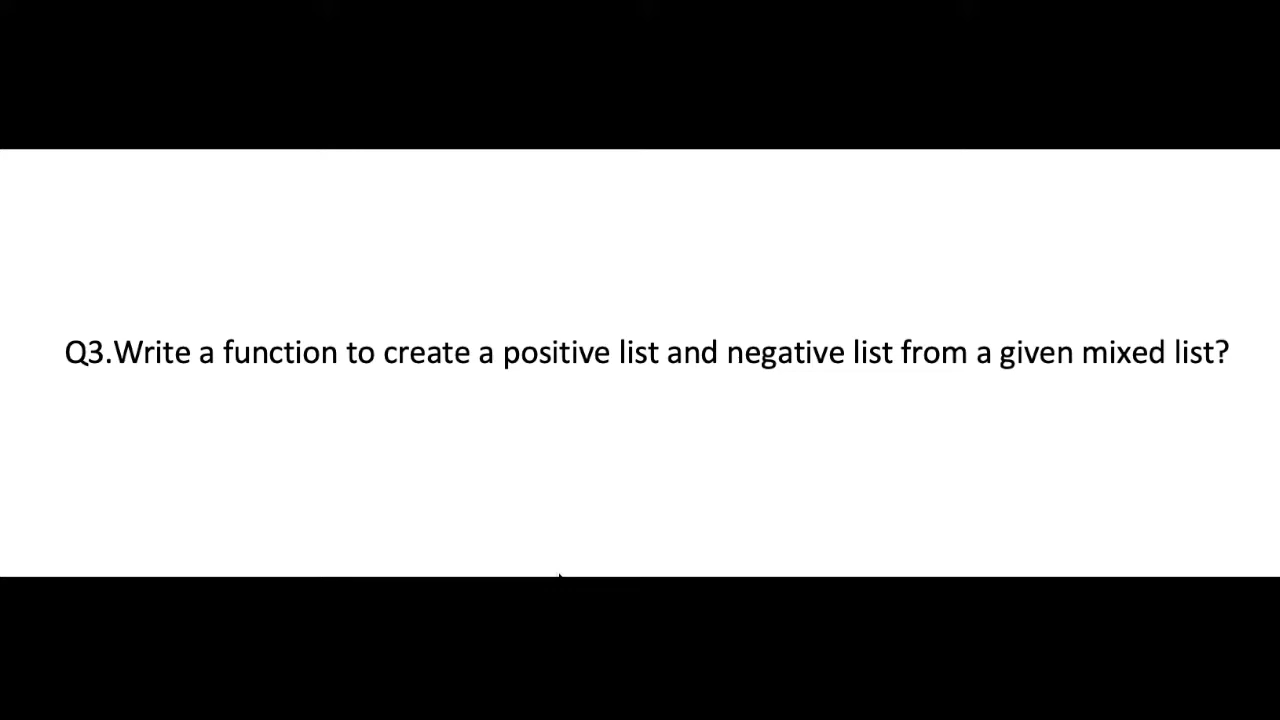 Q3.Write a function to create a positive list and negative list from a given mixed list?